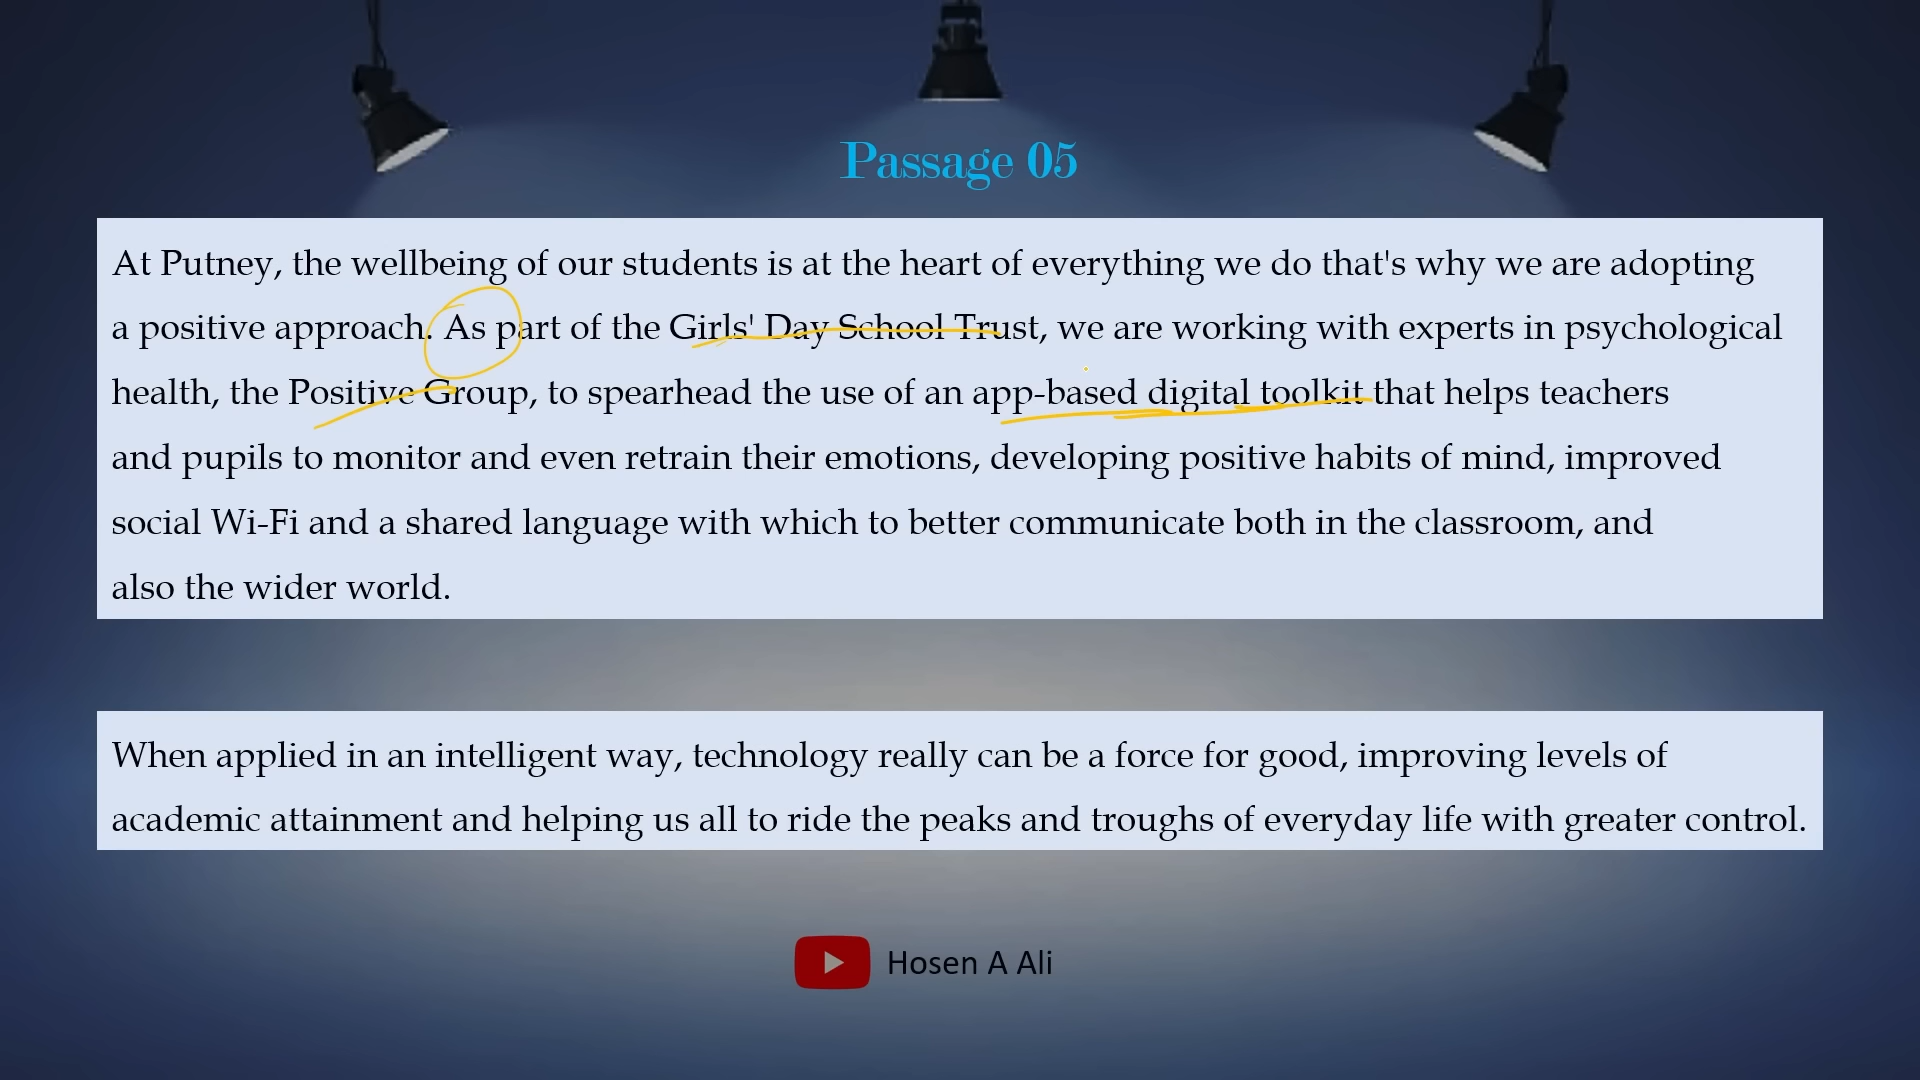 Passage 05
At Putney, the wellbeing of our students is at the heart of everything we do that's why we are adopting
a positive approach. As part of the Girls' Day School Trust, we are working with experts in psychological
health, the Positive Group, to spearhead the use of an app-based digital toolkit that helps teachers
and pupils to monitor and even retrain their emotions, developing positive habits of mind, improved
social Wi-Fi and a shared language with which to better communicate both in the classroom, and
also the wider world.
When applied in an intelligent way, technology really can be a force for good, improving levels of
academic attainment and helping us all to ride the peaks and troughs of everyday life with greater control.
Hosen A Ali